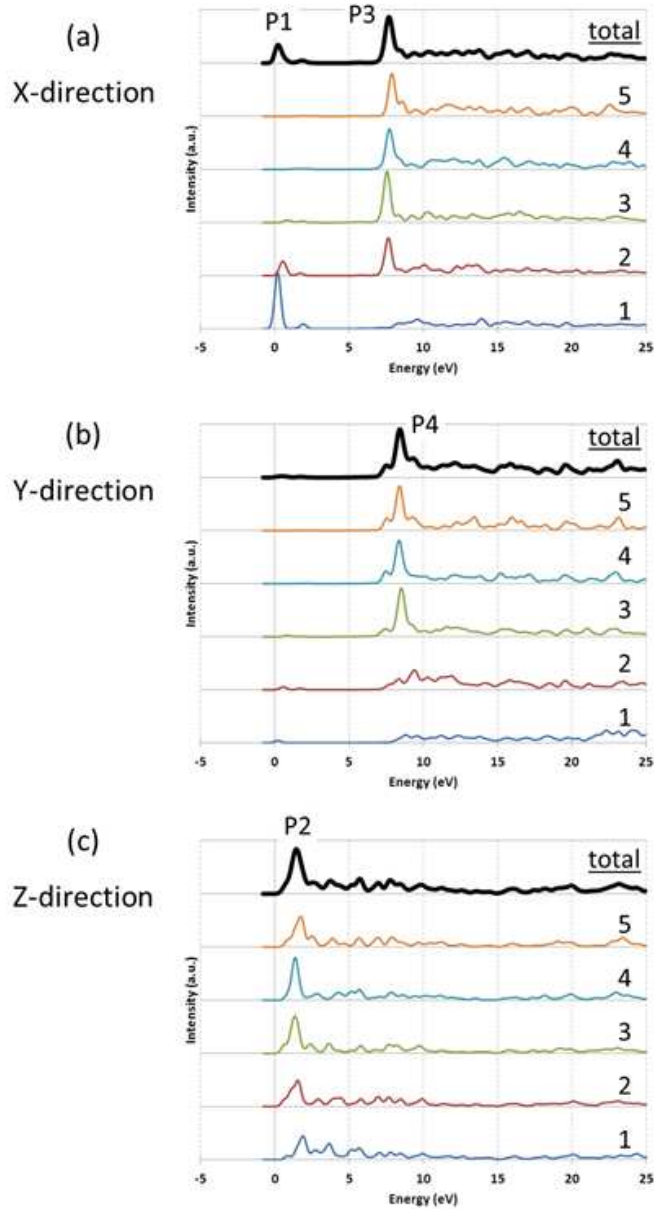 (a)
X-direction
P1
P3
total
5
4
3
2
1
Intensity (a.u.)
-5 0 5 10 15 20 25
Energy (eV)
(b)
Y-direction
P4
total
5
4
3
2
1
Intensity (a.u.)
-5 0 5 10 15 20 25
Energy (eV)
(c)
Z-direction
P2
total
5
4
3
2
1
Intensity (a.u.)
-5 0 5 10 15 20 25
Energy (eV)